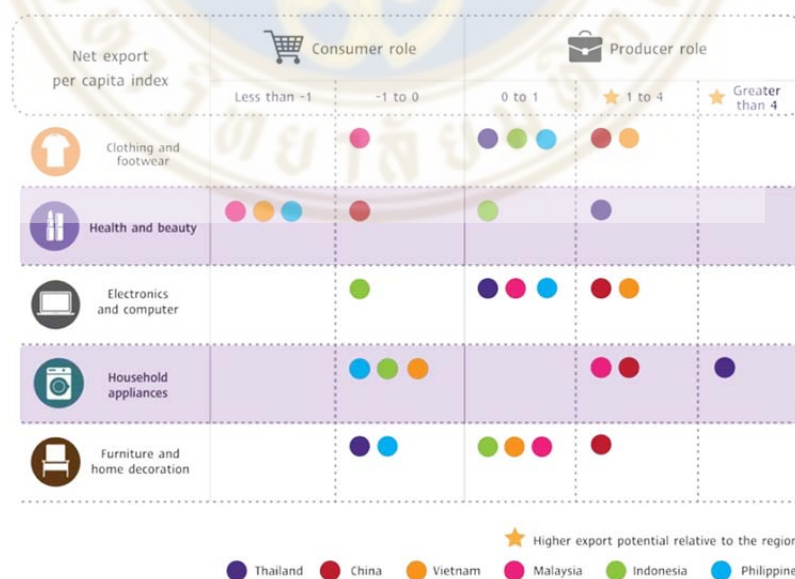 Net export
per capita index
Consumer role
Producer role
Less than -1
-1 to 0
0 to 1
1 to 4
Greater
than 4
Clothing and
footwear
Health and beauty
Electronics
and computer
Household
appliances
Furniture and
home decoration
Higher export potential relative to the region
Thailand China Vietnam Malaysia Indonesia Philippine